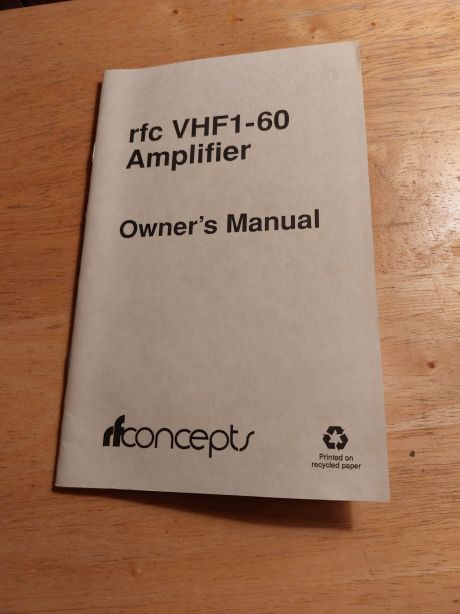 rfc VHF1-60
Amplifier
Owner's Manual
rfconcepts
Printed on
recycled paper